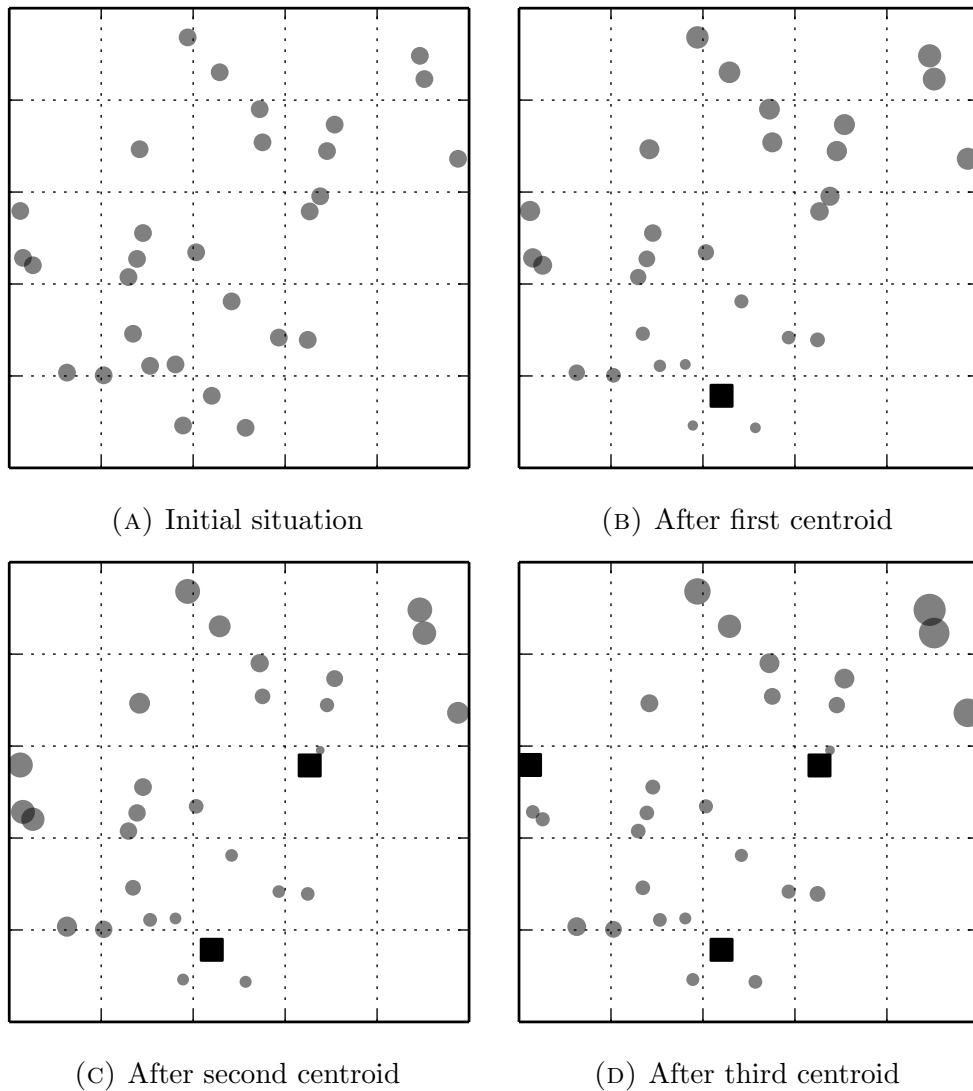 (A) Initial situation
(B) After first centroid
(C) After second centroid
(D) After third centroid